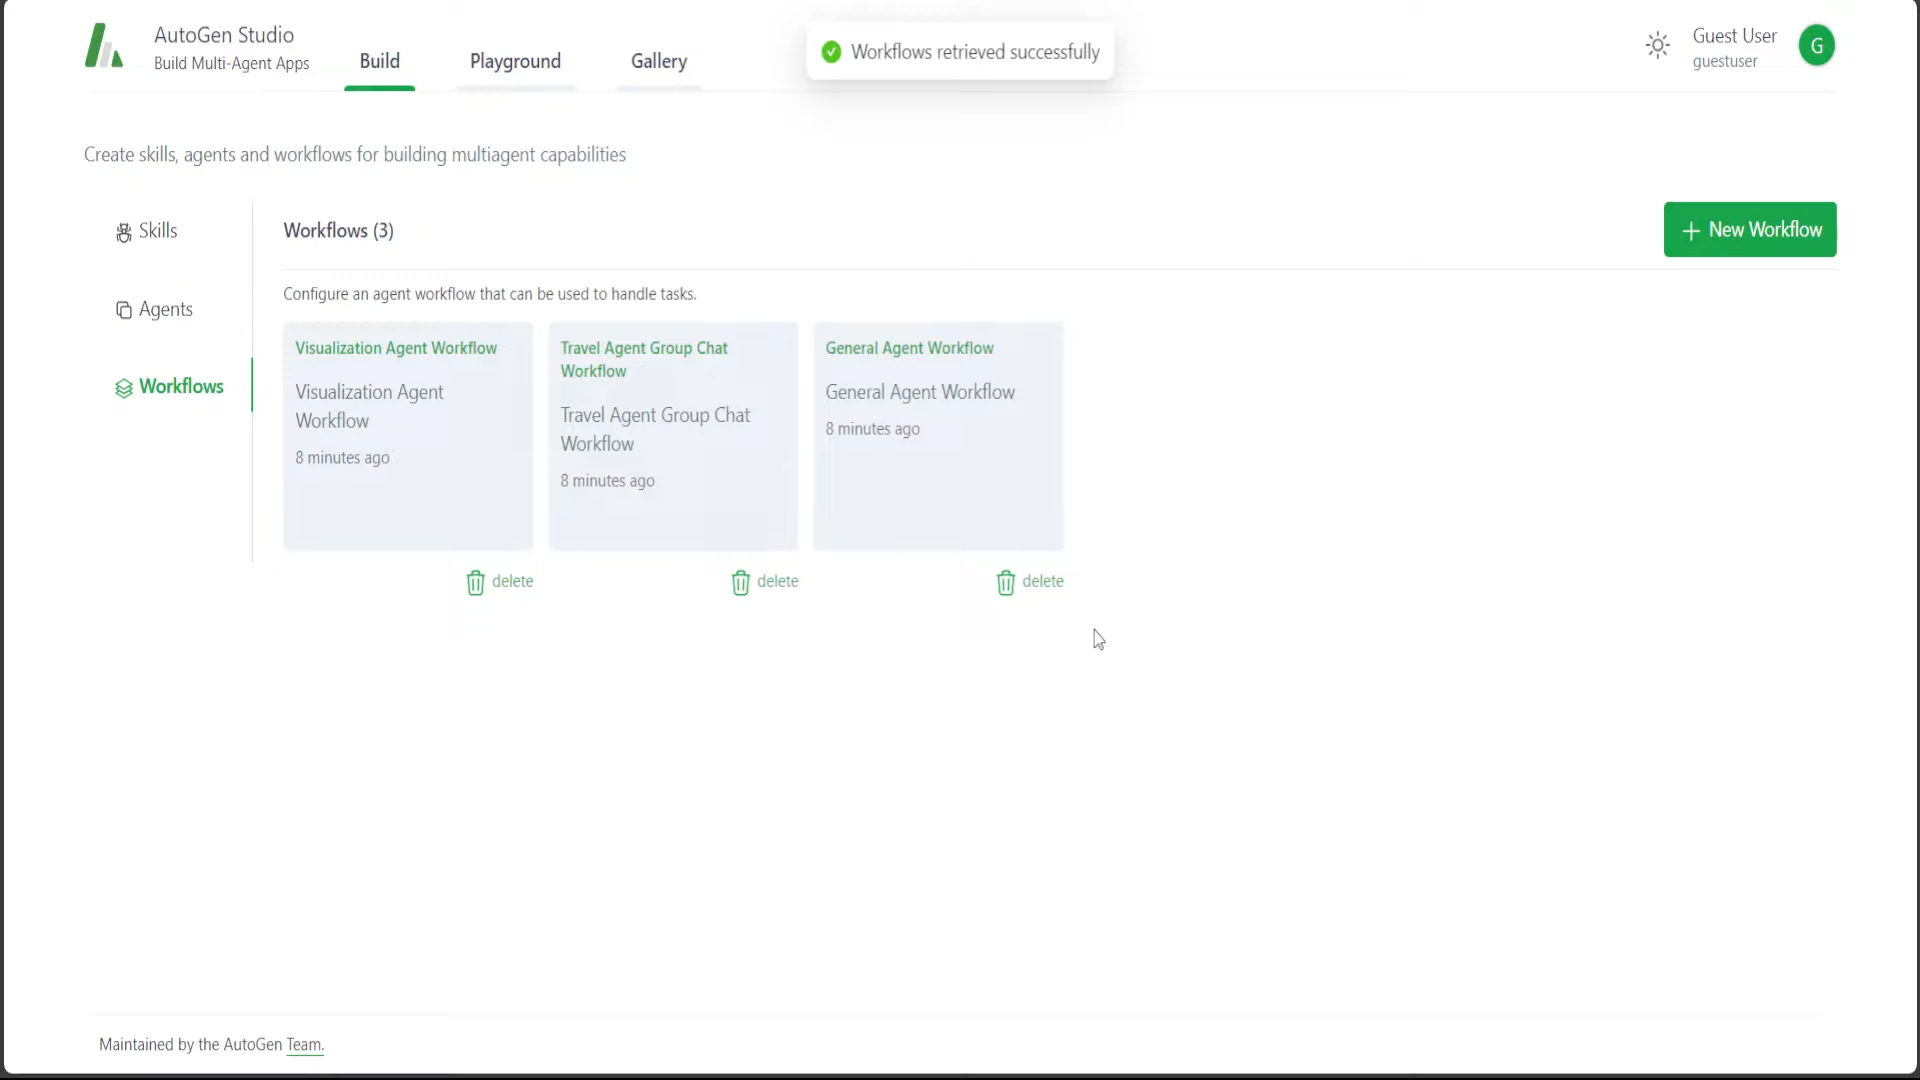 AutoGen Studio
Build Multi-Agent Apps
Build
Playground
Gallery
Workflows retrieved successfully
Guest User
guestuser
G
Create skills, agents and workflows for building multiagent capabilities
Skills
Agents
Workflows
Workflows (3)
New Workflow
Configure an agent workflow that can be used to handle tasks.
Visualization Agent Workflow
Visualization Agent
Workflow
8 minutes ago
delete
Travel Agent Group Chat
Workflow
Travel Agent Group Chat
Workflow
8 minutes ago
delete
General Agent Workflow
General Agent Workflow
8 minutes ago
delete
Maintained by the AutoGen Team.